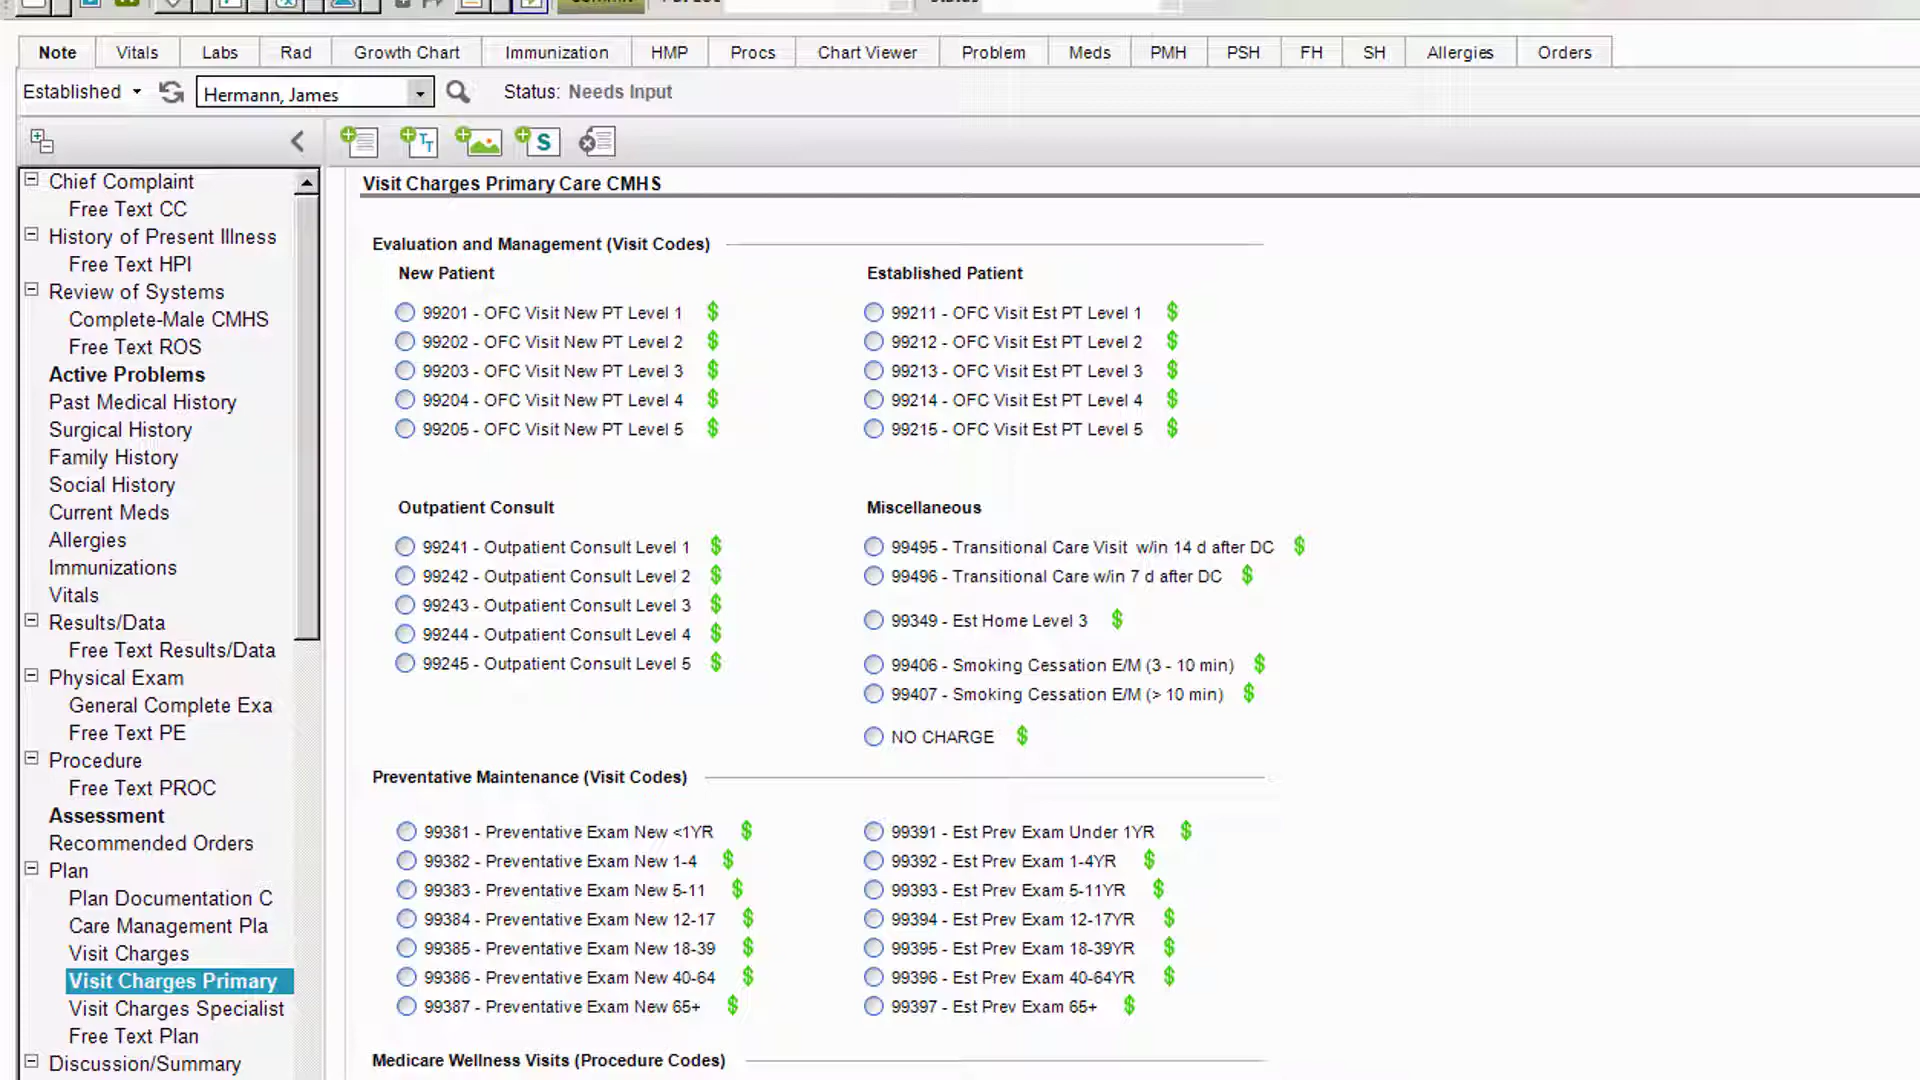 Note Vitals Labs Rad Growth Chart Immunization HMP Procs Chart Viewer Problem Meds PMH PSH FH SH Allergies Orders
Established Hermann, James Status: Needs Input
Chief Complaint
Free Text CC
History of Present Illness
Free Text HPI
Review of Systems
Complete-Male CMHS
Free Text ROS
Active Problems
Past Medical History
Surgical History
Family History
Social History
Current Meds
Allergies
Immunizations
Vitals
Results/Data
Free Text Results/Data
Physical Exam
General Complete Exa
Free Text PE
Procedure
Free Text PROC
Assessment
Recommended Orders
Plan
Plan Documentation C
Care Management Pla
Visit Charges
Visit Charges Primary
Visit Charges Specialist
Free Text Plan
Discussion/Summary
Visit Charges Primary Care CMHS
Evaluation and Management (Visit Codes)
New Patient
99201 - OFC Visit New PT Level 1 $
99202 - OFC Visit New PT Level 2 $
99203 - OFC Visit New PT Level 3 $
99204 - OFC Visit New PT Level 4 $
99205 - OFC Visit New PT Level 5 $
Established Patient
99211 - OFC Visit Est PT Level 1 $
99212 - OFC Visit Est PT Level 2 $
99213 - OFC Visit Est PT Level 3 $
99214 - OFC Visit Est PT Level 4 $
99215 - OFC Visit Est PT Level 5 $
Outpatient Consult
99241 - Outpatient Consult Level 1 $
99242 - Outpatient Consult Level 2 $
99243 - Outpatient Consult Level 3 $
99244 - Outpatient Consult Level 4 $
99245 - Outpatient Consult Level 5 $
Miscellaneous
99495 - Transitional Care Visit w/in 14 d after DC $
99496 - Transitional Care w/in 7 d after DC $
99349 - Est Home Level 3 $
99406 - Smoking Cessation E/M (3 - 10 min) $
99407 - Smoking Cessation E/M (> 10 min) $
NO CHARGE $
Preventative Maintenance (Visit Codes)
99381 - Preventative Exam New <1YR $
99382 - Preventative Exam New 1-4 $
99383 - Preventative Exam New 5-11 $
99384 - Preventative Exam New 12-17 $
99385 - Preventative Exam New 18-39 $
99386 - Preventative Exam New 40-64 $
99387 - Preventative Exam New 65+ $
99391 - Est Prev Exam Under 1YR $
99392 - Est Prev Exam 1-4YR $
99393 - Est Prev Exam 5-11YR $
99394 - Est Prev Exam 12-17YR $
99395 - Est Prev Exam 18-39YR $
99396 - Est Prev Exam 40-64YR $
99397 - Est Prev Exam 65+ $
Medicare Wellness Visits (Procedure Codes)